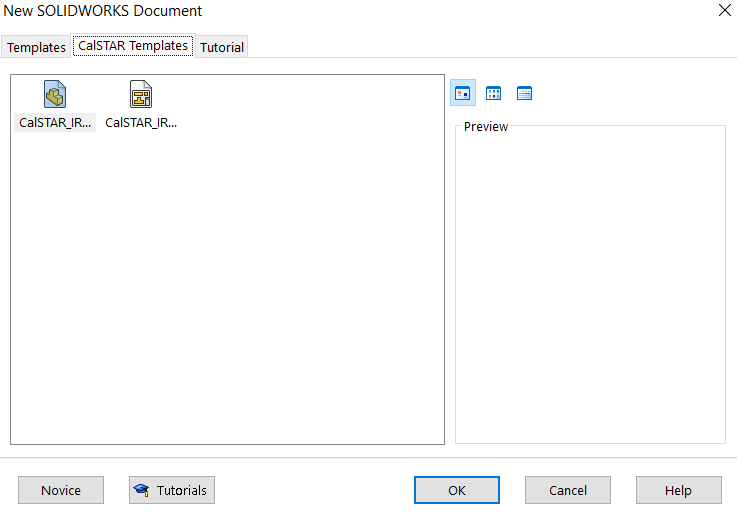 New SOLIDWORKS Document
Templates
CalSTAR Templates
Tutorial
CalSTAR_IR...
CalSTAR_IR...
Preview
Novice
Tutorials
OK
Cancel
Help